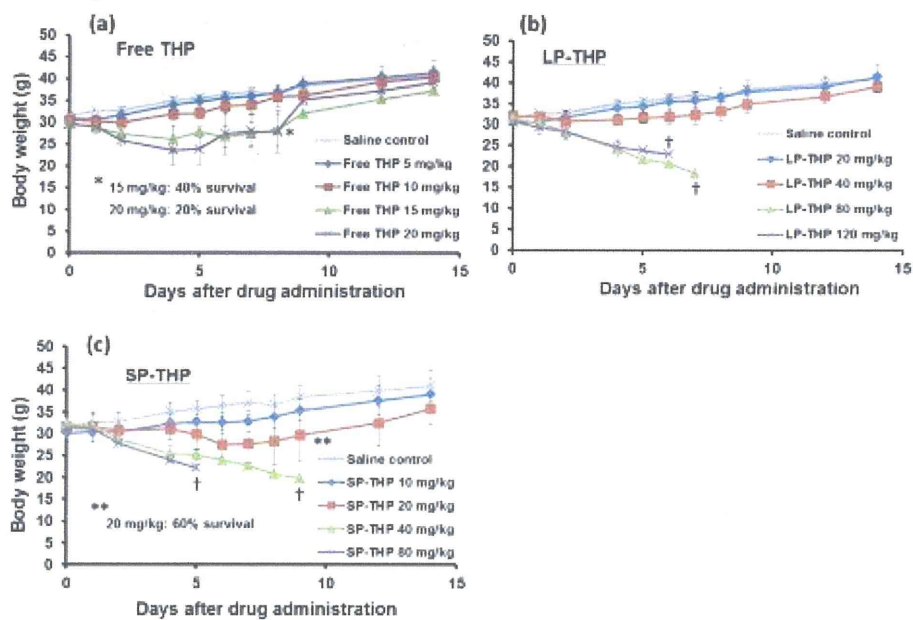 (a)
Free THP
50
45
40
35
30
25
20
15
10
5
0
Body weight (g)
Saline control
Free THP 5 mg/kg
Free THP 10 mg/kg
Free THP 15 mg/kg
Free THP 20 mg/kg
*
*
15 mg/kg: 40% survival
20 mg/kg: 20% survival
0 5 10 15
Days after drug administration
(b)
LP-THP
50
45
40
35
30
25
20
15
10
5
0
Body weight (g)
†
†
Saline control
LP-THP 20 mg/kg
LP-THP 40 mg/kg
LP-THP 80 mg/kg
LP-THP 120 mg/kg
0 5 10 15
Days after drug administration
(c)
SP-THP
50
45
40
35
30
25
20
15
10
5
0
Body weight (g)
**
†
†
**
20 mg/kg: 60% survival
Saline control
SP-THP 10 mg/kg
SP-THP 20 mg/kg
SP-THP 40 mg/kg
SP-THP 80 mg/kg
0 5 10 15
Days after drug administration